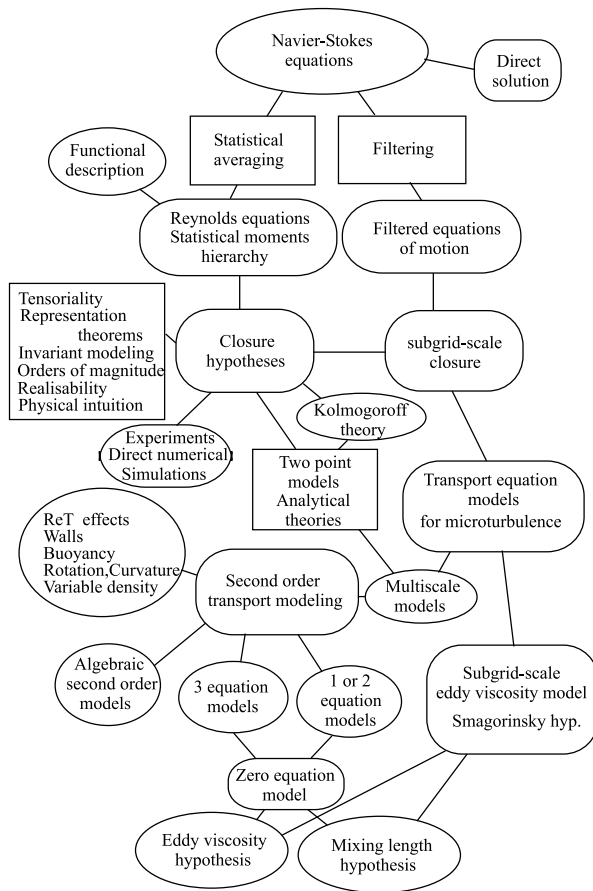 Navier-Stokes
equations
Direct
solution
Statistical
averaging
Filtering
Functional
description
Reynolds equations
Statistical moments
hierarchy
Filtered equations
of motion
Tensoriality
Representation
theorems
Invariant modeling
Orders of magnitude
Realisability
Physical intuition
Closure
hypotheses
subgrid-scale
closure
Kolmogoroff
theory
Experiments
Direct numerical
Simulations
Two point
models
Analytical
theories
Transport equation
models
for microturbulence
ReT effects
Walls
Buoyancy
Rotation,Curvature
Variable density
Second order
transport modeling
Multiscale
models
Algebraic
second order
models
3 equation
models
1 or 2
equation
models
Subgrid-scale
eddy viscosity model
Smagorinsky hyp.
Zero equation
model
Eddy viscosity
hypothesis
Mixing length
hypothesis